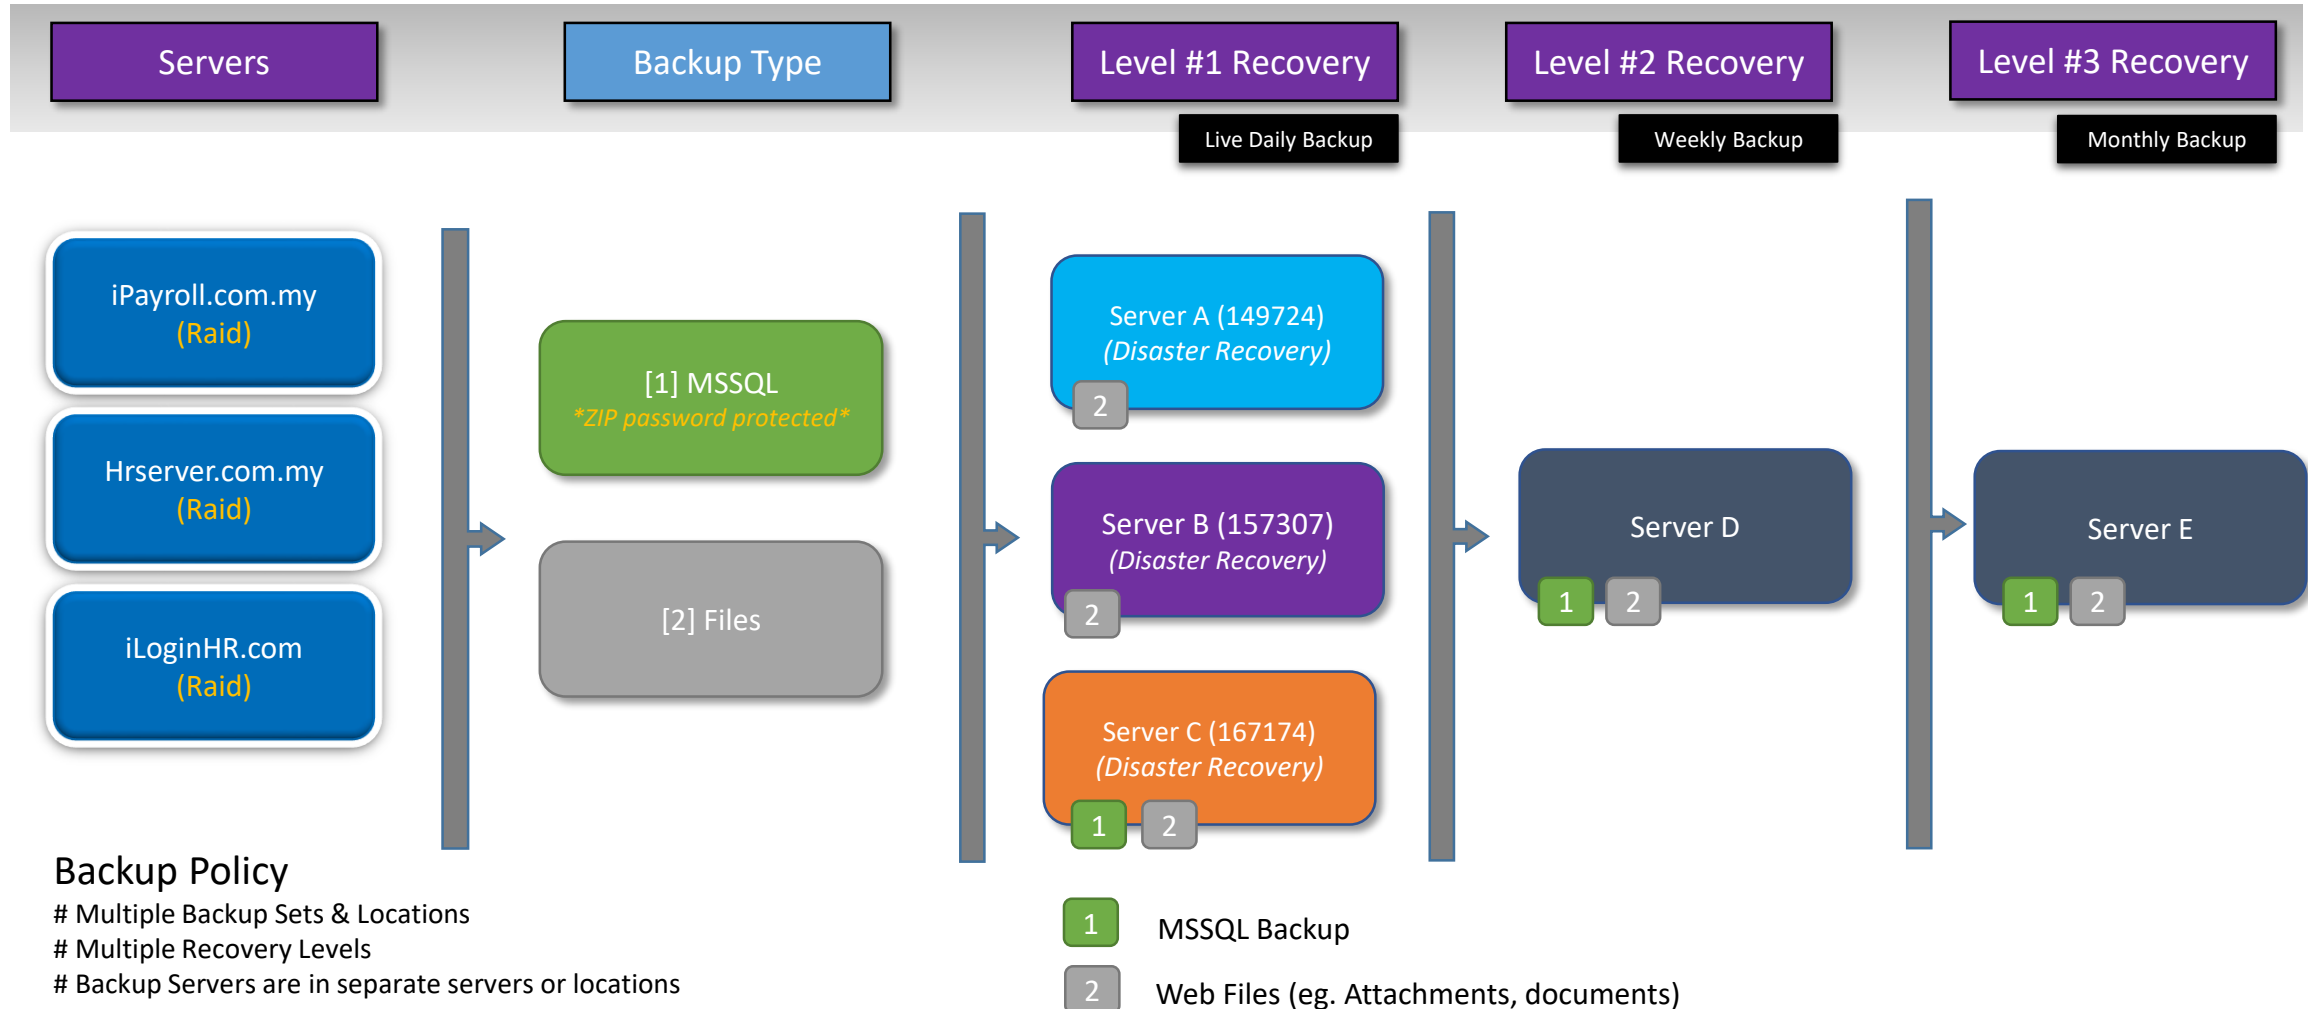 Servers
Backup Type
Level #1 Recovery
Level #2 Recovery
Level #3 Recovery
Live Daily Backup
Weekly Backup
Monthly Backup
iPayroll.com.my
(Raid)
Hrserver.com.my
(Raid)
iLoginHR.com
(Raid)
[1] MSSQL
*ZIP password protected*
[2] Files
Server A (149724)
(Disaster Recovery)
2
Server B (157307)
(Disaster Recovery)
2
Server C (167174)
(Disaster Recovery)
1 2
Server D
1 2
Server E
1 2
Backup Policy
# Multiple Backup Sets & Locations
# Multiple Recovery Levels
# Backup Servers are in separate servers or locations
1 MSSQL Backup
2 Web Files (eg. Attachments, documents)